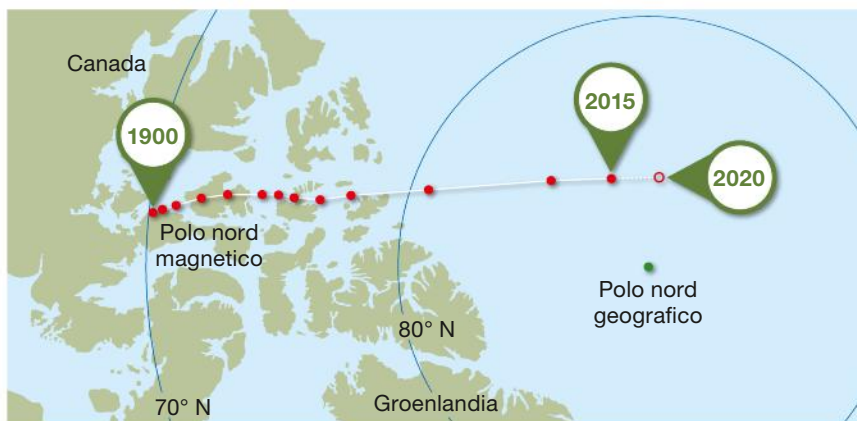 Canada
1900
2015
2020
Polo nord
magnetico
Polo nord
geografico
80° N
70° N
Groenlandia